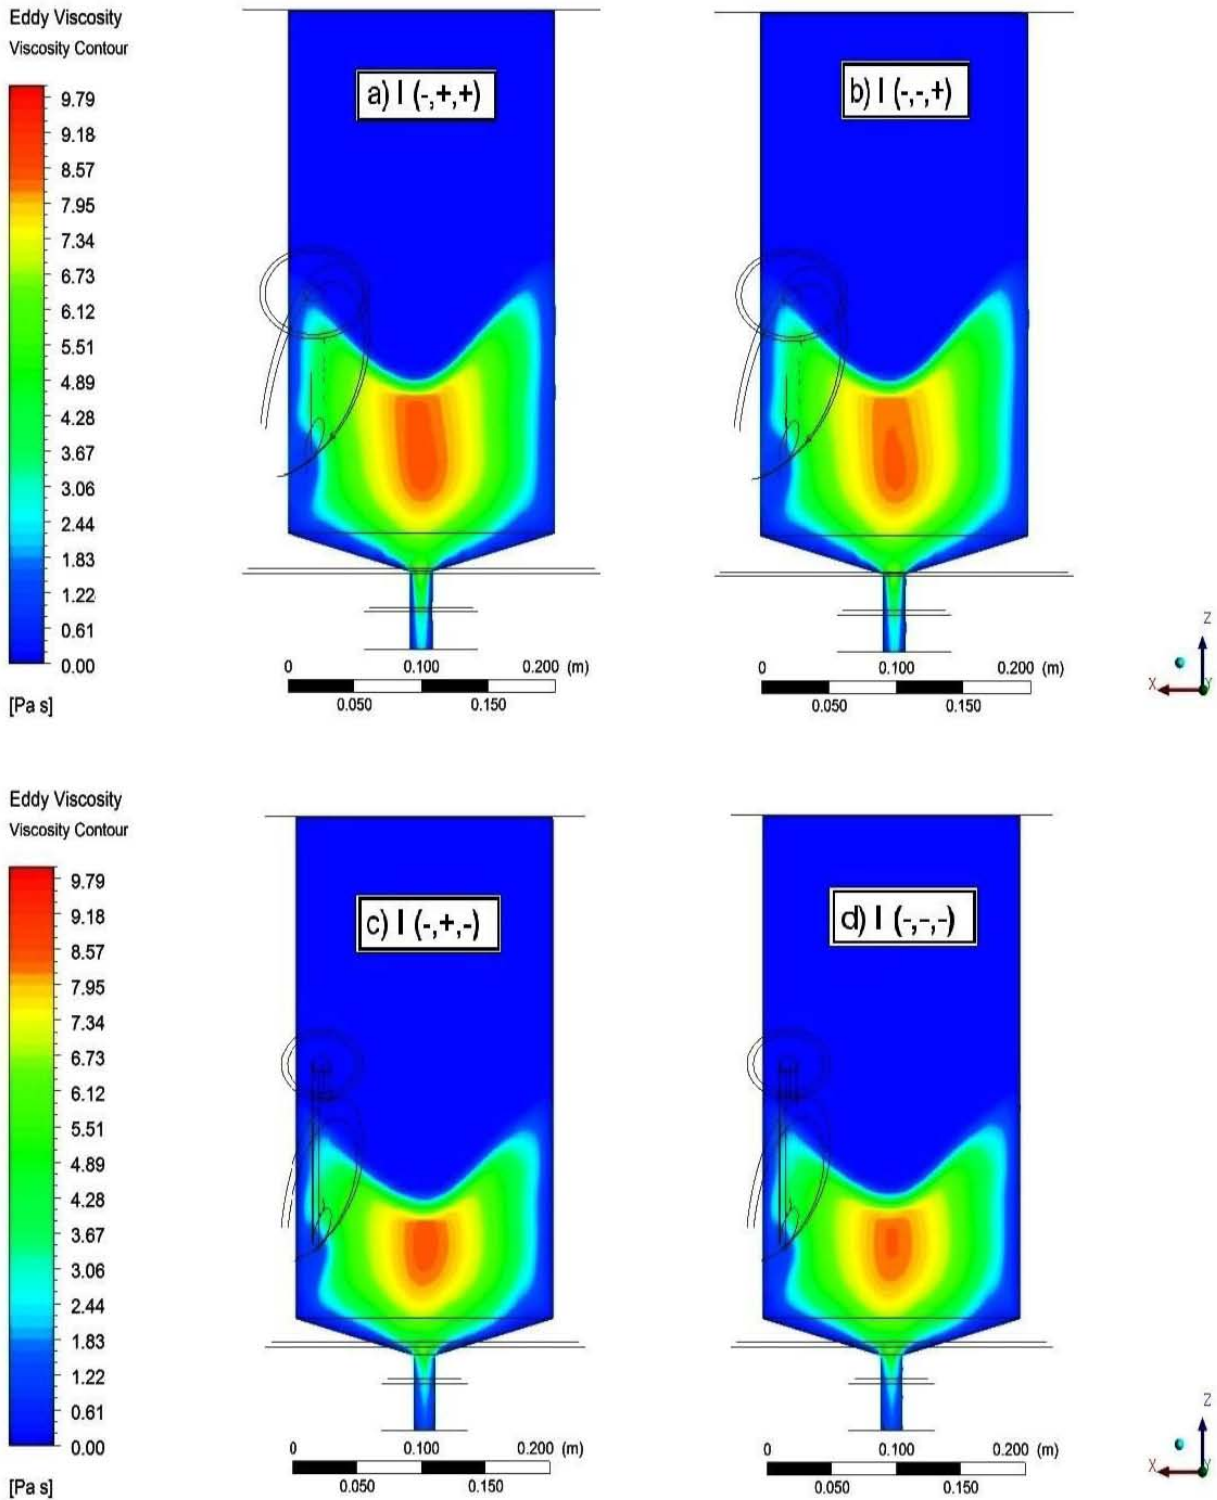 Eddy Viscosity
Viscosity Contour
9.79
9.18
8.57
7.95
7.34
6.73
6.12
5.51
4.89
4.28
3.67
3.06
2.44
1.83
1.22
0.61
0.00
[Pa s]
a) I (-,+,+)
0 0.100 0.200 (m)
0.050 0.150
b) I (-,-,+)
0 0.100 0.200 (m)
0.050 0.150
Z
X Y
Eddy Viscosity
Viscosity Contour
9.79
9.18
8.57
7.95
7.34
6.73
6.12
5.51
4.89
4.28
3.67
3.06
2.44
1.83
1.22
0.61
0.00
[Pa s]
c) I (-,+,-)
0 0.100 0.200 (m)
0.050 0.150
d) I (-,-,-)
0 0.100 0.200 (m)
0.050 0.150
Z
X Y